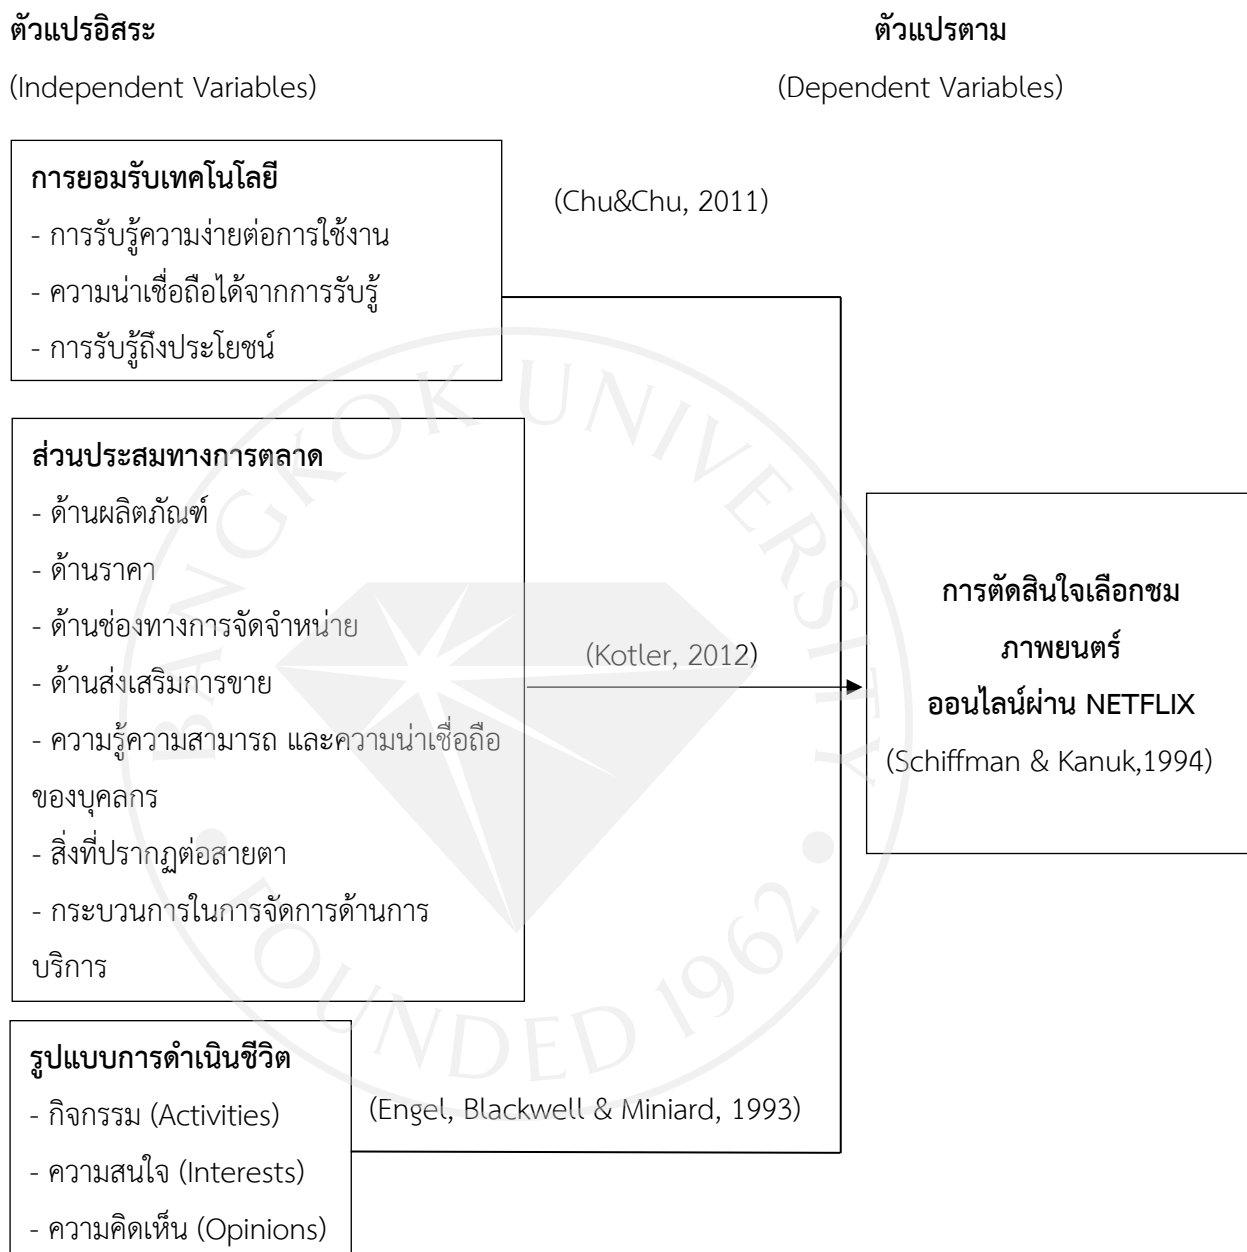 ตัวแปรอิสระ
(Independent Variables)
ตัวแปรตาม
(Dependent Variables)
การยอมรับเทคโนโลยี
- การรับรู้ความง่ายต่อการใช้งาน
- ความน่าเชื่อถือได้จากการรับรู้
- การรับรู้ถึงประโยชน์
(Chu&Chu, 2011)
ส่วนประสมทางการตลาด
- ด้านผลิตภัณฑ์
- ด้านราคา
- ด้านช่องทางการจัดจำหน่าย
- ด้านส่งเสริมการขาย
- ความรู้ความสามารถ และความน่าเชื่อถือ
ของบุคลกร
- สิ่งที่ปรากฏต่อสายตา
- กระบวนการในการจัดการด้านการ
บริการ
(Kotler, 2012)
การตัดสินใจเลือกชม
ภาพยนตร์
ออนไลน์ผ่าน NETFLIX
(Schiffman & Kanuk,1994)
รูปแบบการดำเนินชีวิต
- กิจกรรม (Activities)
- ความสนใจ (Interests)
- ความคิดเห็น (Opinions)
(Engel, Blackwell & Miniard, 1993)
BANGKOK UNIVERSITY
FOUNDED 1962